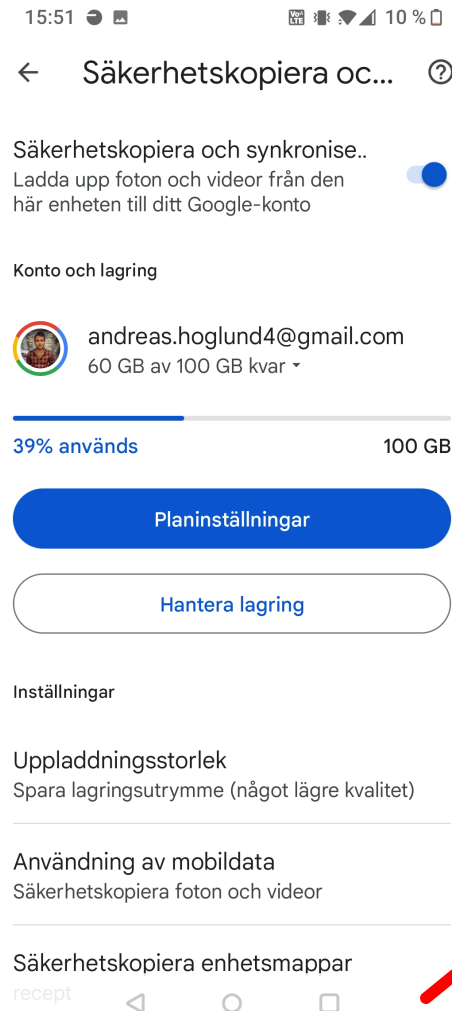 15:51
VoLTE
10 %
Säkerhetskopiera oc...
Säkerhetskopiera och synkronise..
Ladda upp foton och videor från den
här enheten till ditt Google-konto
Konto och lagring
andreas.hoglund4@gmail.com
60 GB av 100 GB kvar
39% används
100 GB
Planinställningar
Hantera lagring
Inställningar
Uppladdningsstorlek
Spara lagringsutrymme (något lägre kvalitet)
Användning av mobildata
Säkerhetskopiera foton och videor
Säkerhetskopiera enhetsmappar
recept